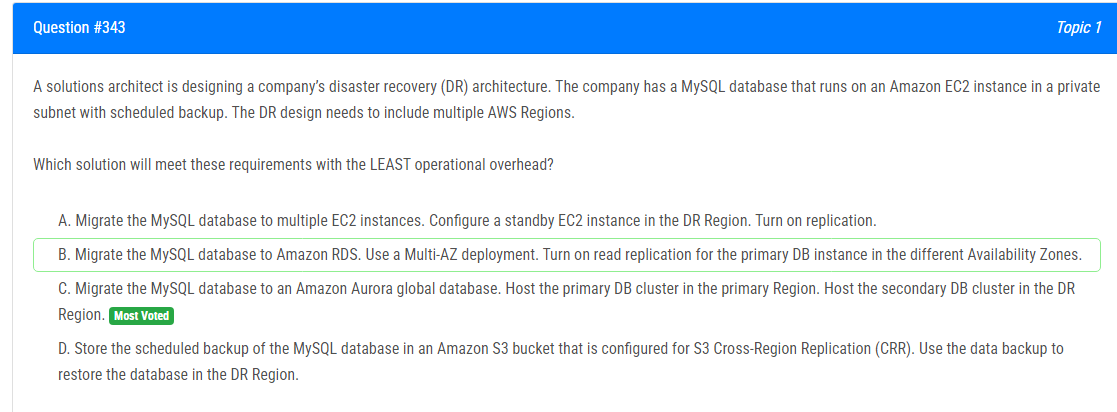 Question #343
Topic 1
A solutions architect is designing a company's disaster recovery (DR) architecture. The company has a MySQL database that runs on an Amazon EC2 instance in a private
subnet with scheduled backup. The DR design needs to include multiple AWS Regions.
Which solution will meet these requirements with the LEAST operational overhead?
A. Migrate the MySQL database to multiple EC2 instances. Configure a standby EC2 instance in the DR Region. Turn on replication.
B. Migrate the MySQL database to Amazon RDS. Use a Multi-AZ deployment. Turn on read replication for the primary DB instance in the different Availability Zones.
C. Migrate the MySQL database to an Amazon Aurora global database. Host the primary DB cluster in the primary Region. Host the secondary DB cluster in the DR
Region. Most Voted
D. Store the scheduled backup of the MySQL database in an Amazon S3 bucket that is configured for S3 Cross-Region Replication (CRR). Use the data backup to
restore the database in the DR Region.